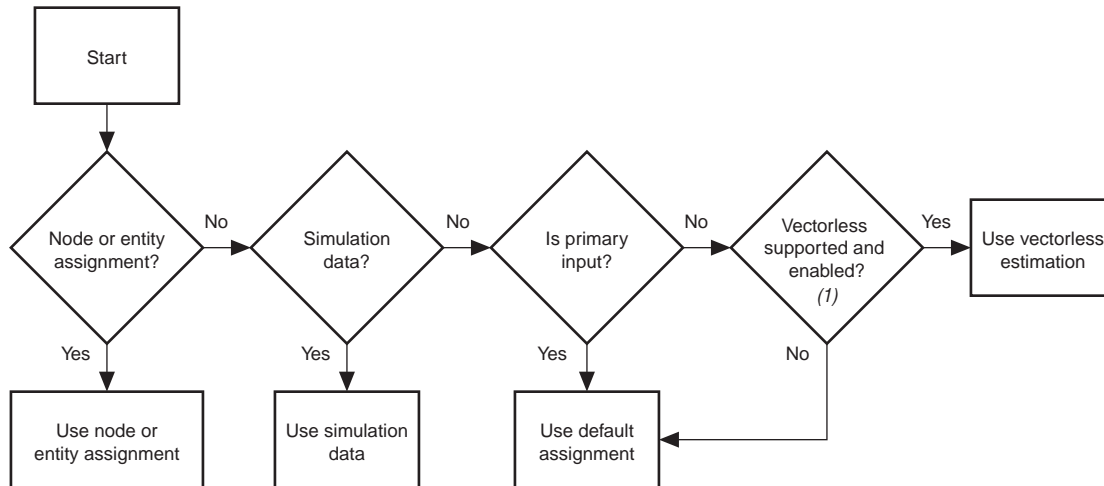 Start
Node or entity
assignment?
No
Simulation
data?
No
Is primary
input?
No
Vectorless
supported and
enabled?
(1)
Yes
Use vectorless
estimation
Yes
Yes
Yes
No
Use node or
entity assignment
Use simulation
data
Use default
assignment